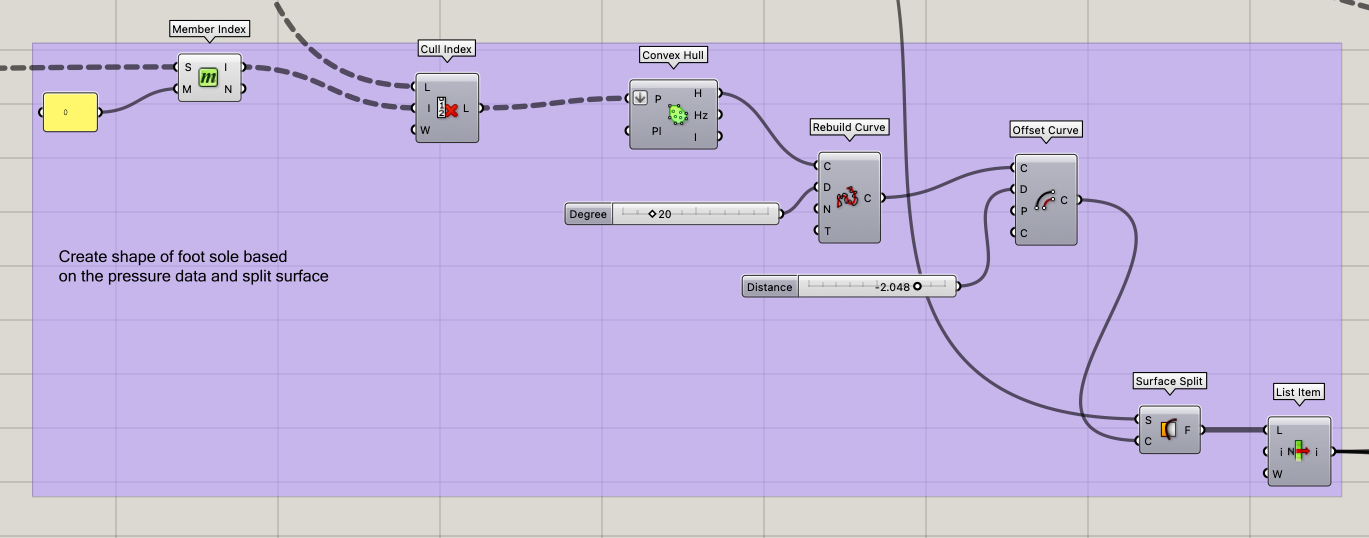 Member Index
S I
M N
0
Cull Index
L
I L
W
Convex Hull
P H
Hz
Pl I
Rebuild Curve
C
D
N C
T
Degree 20
Offset Curve
C
D
P C
C
Distance -2.048
Create shape of foot sole based
on the pressure data and split surface
Surface Split
S
C F
List Item
L
i N i
W